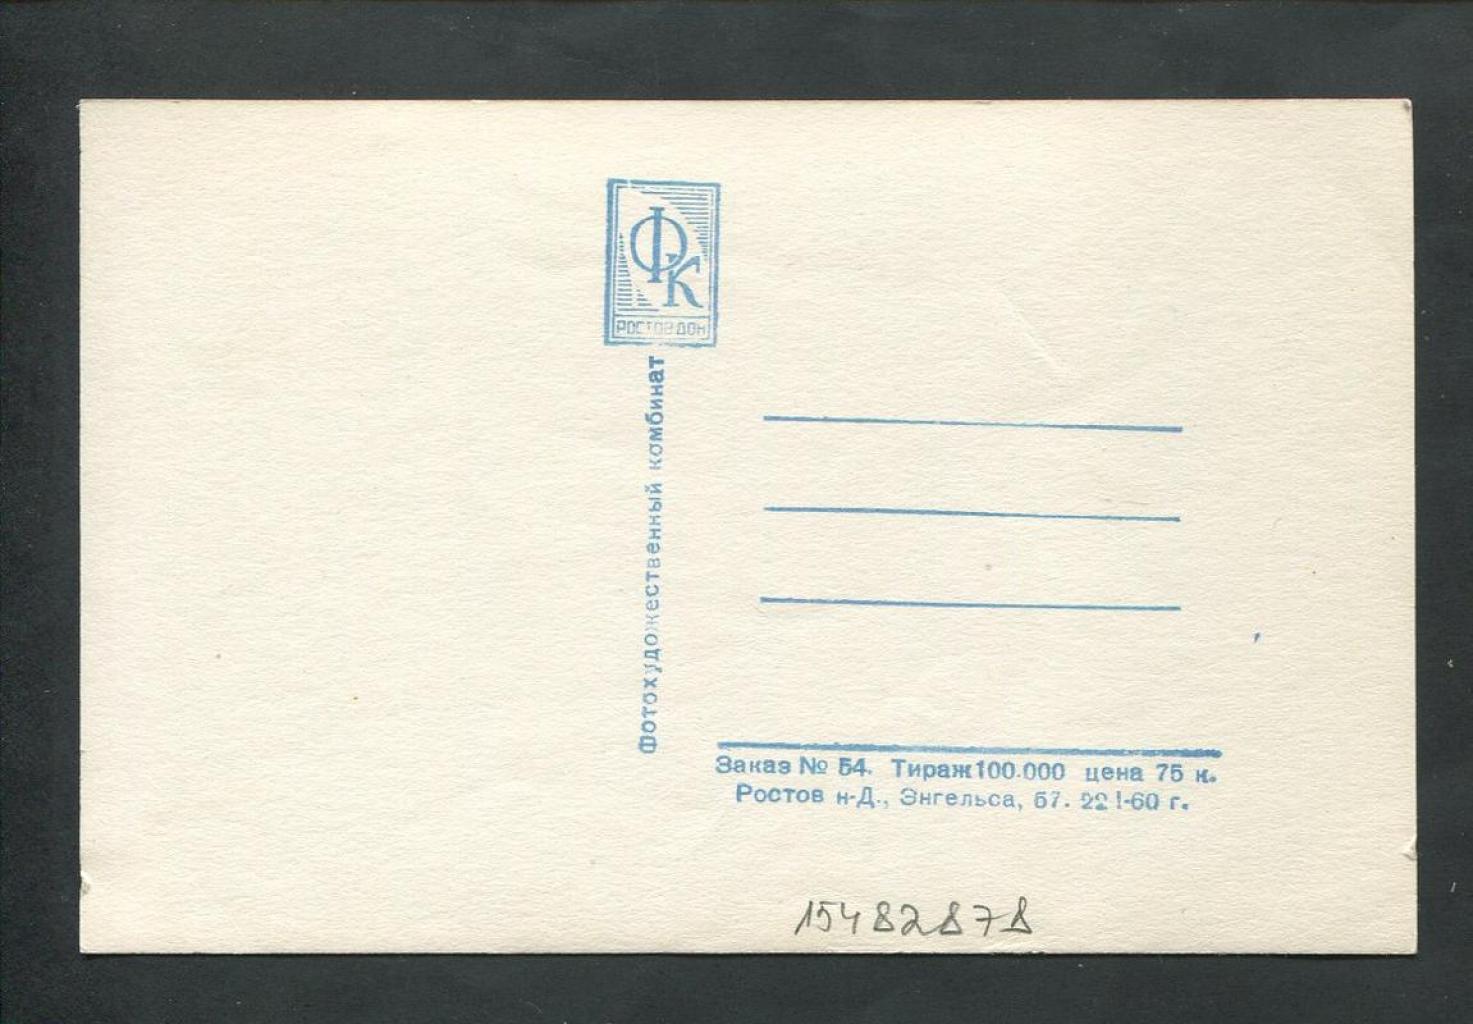 ФК
РОСТОВ ДОН
Фотохудожественный комбинат
Заказ № 54. Тираж 100.000 цена 75 к.
Ростов н-Д., Энгельса, 57. 22 I-60 г.
15482878